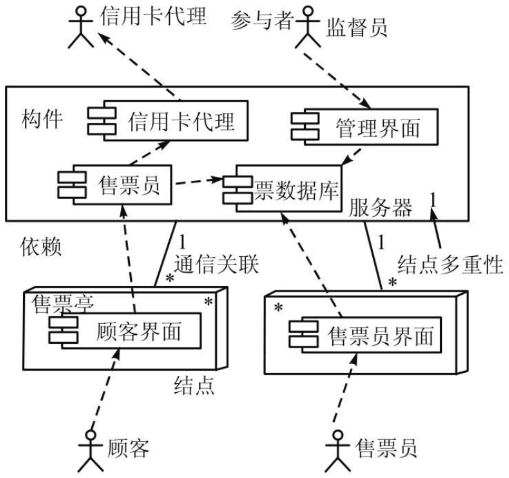 信用卡代理
参与者
监督员
构件
信用卡代理
管理界面
售票员
票数据库
服务器
1
依赖
1
通信关联
1
结点多重性
*
*
售票亭
*
*
顾客界面
售票员界面
结点
顾客
售票员